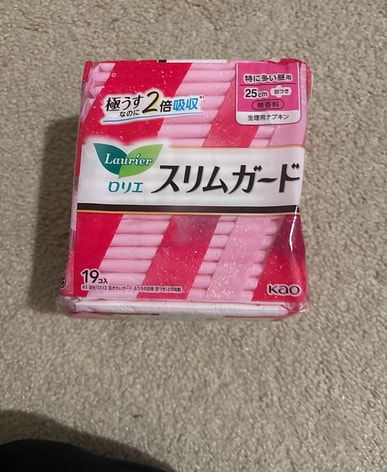 極うす
なのに
2倍吸収
特に多い昼用
25cm 羽つき
無香料
生理用ナプキン
Laurier
ロリエ
スリムガード
19コ入
Kao